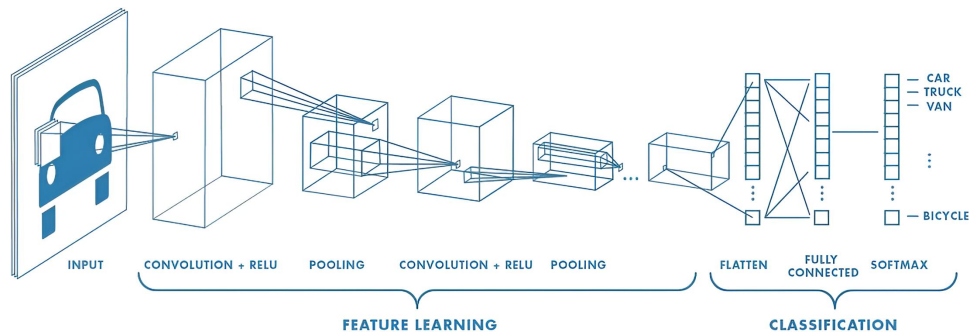 CAR
TRUCK
VAN
BICYCLE
INPUT
CONVOLUTION + RELU
POOLING
CONVOLUTION + RELU
POOLING
FLATTEN
FULLY
CONNECTED
SOFTMAX
FEATURE LEARNING
CLASSIFICATION